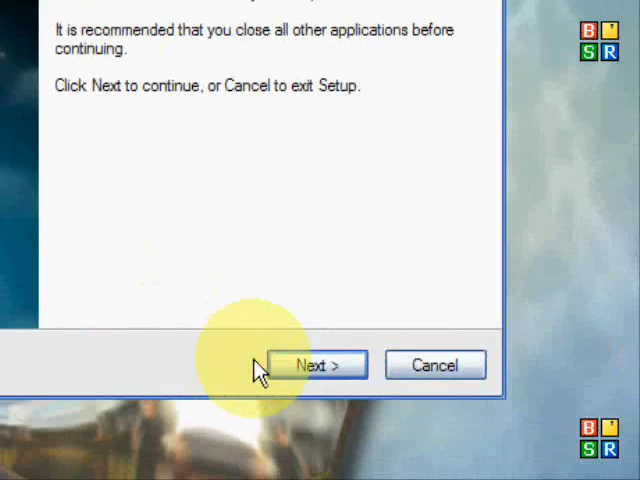 It is recommended that you close all other applications before
continuing.
Click Next to continue, or Cancel to exit Setup.
Next >
Cancel
B
S R
B
S R